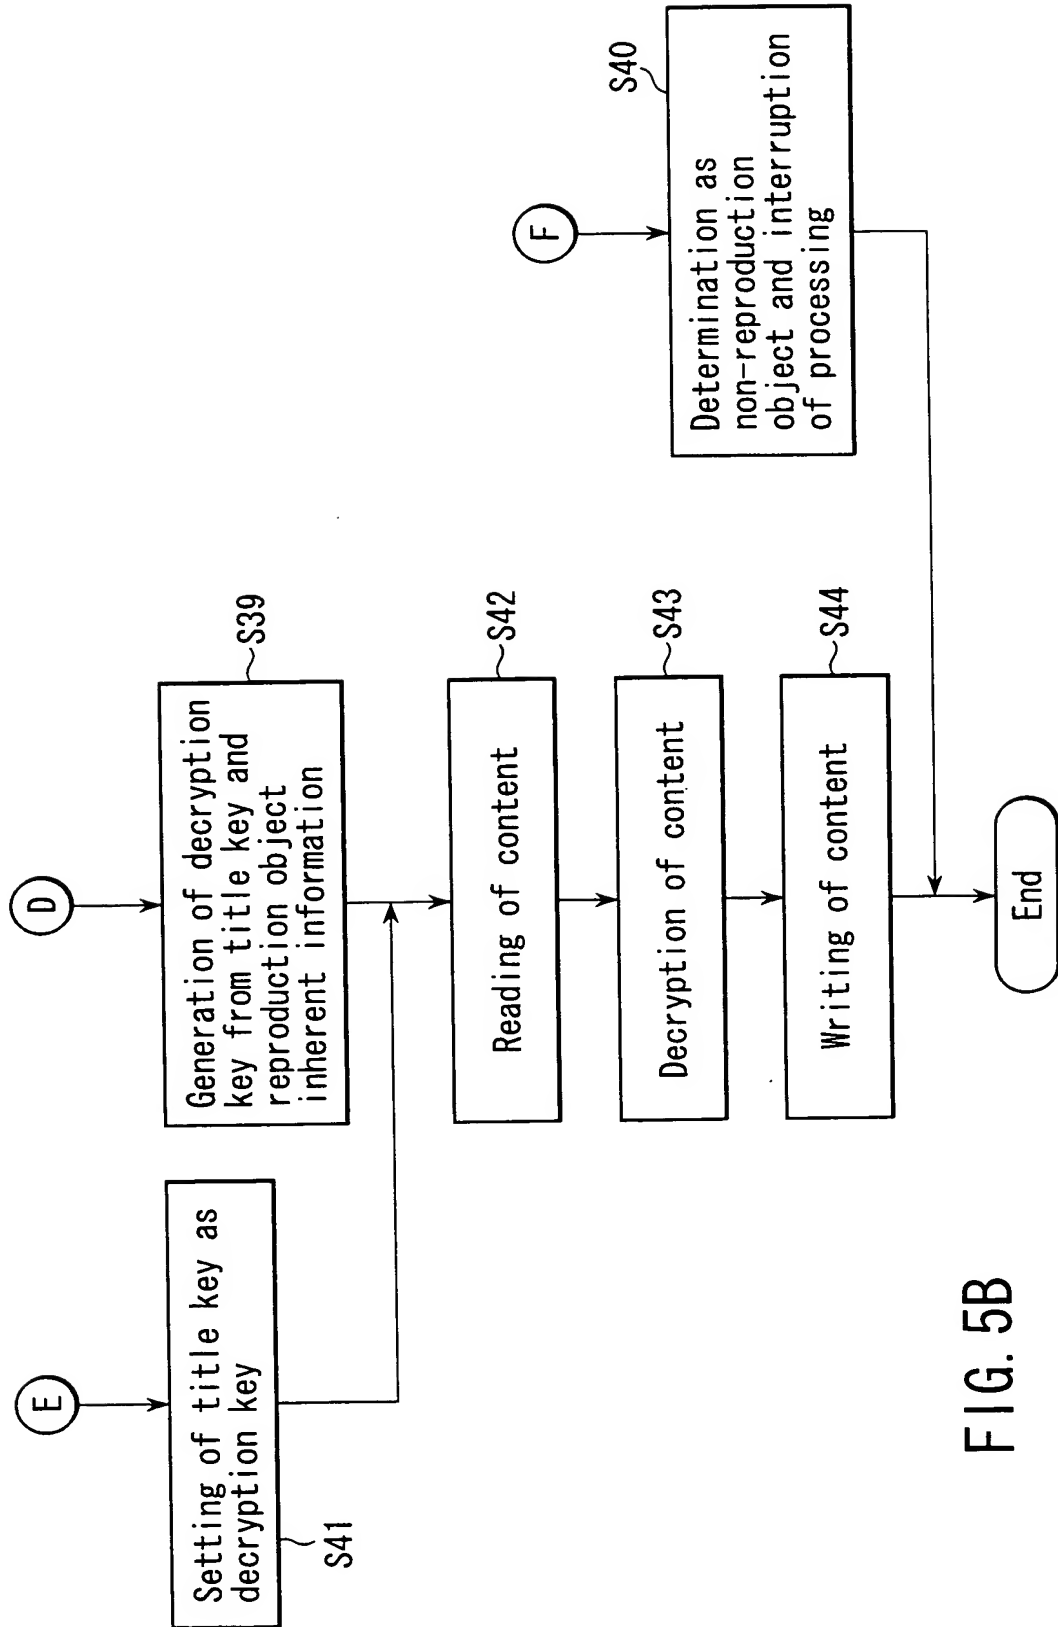 E
Setting of title key as
decryption key
S41
D
Generation of decryption
key from title key and
reproduction object
inherent information
S39
Reading of content
S42
Decryption of content
S43
Writing of content
S44
F
Determination as
non-reproduction
object and interruption
of processing
S40
End
FIG. 5B